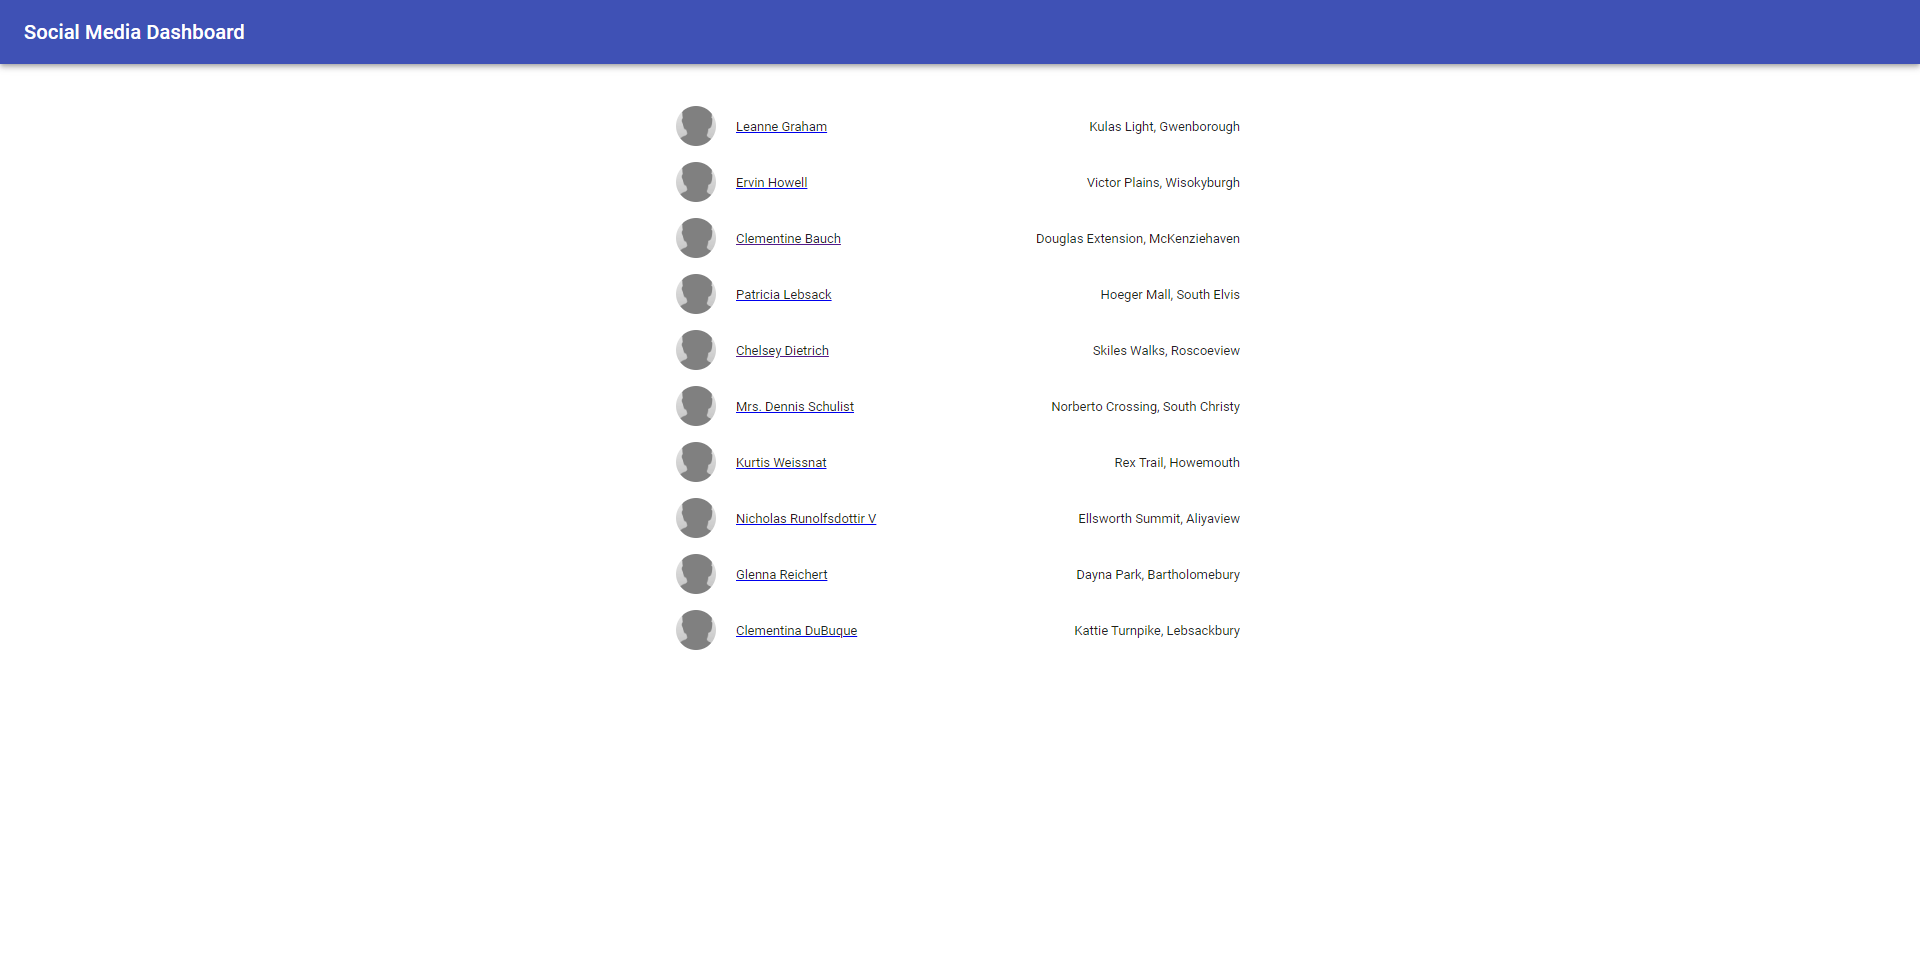 Social Media Dashboard
Leanne Graham Kulas Light, Gwenborough
Ervin Howell Victor Plains, Wisokyburgh
Clementine Bauch Douglas Extension, McKenziehaven
Patricia Lebsack Hoeger Mall, South Elvis
Chelsey Dietrich Skiles Walks, Roscoeview
Mrs. Dennis Schulist Norberto Crossing, South Christy
Kurtis Weissnat Rex Trail, Howemouth
Nicholas Runolfsdottir V Ellsworth Summit, Aliyaview
Glenna Reichert Dayna Park, Bartholomebury
Clementina DuBuque Kattie Turnpike, Lebsackbury